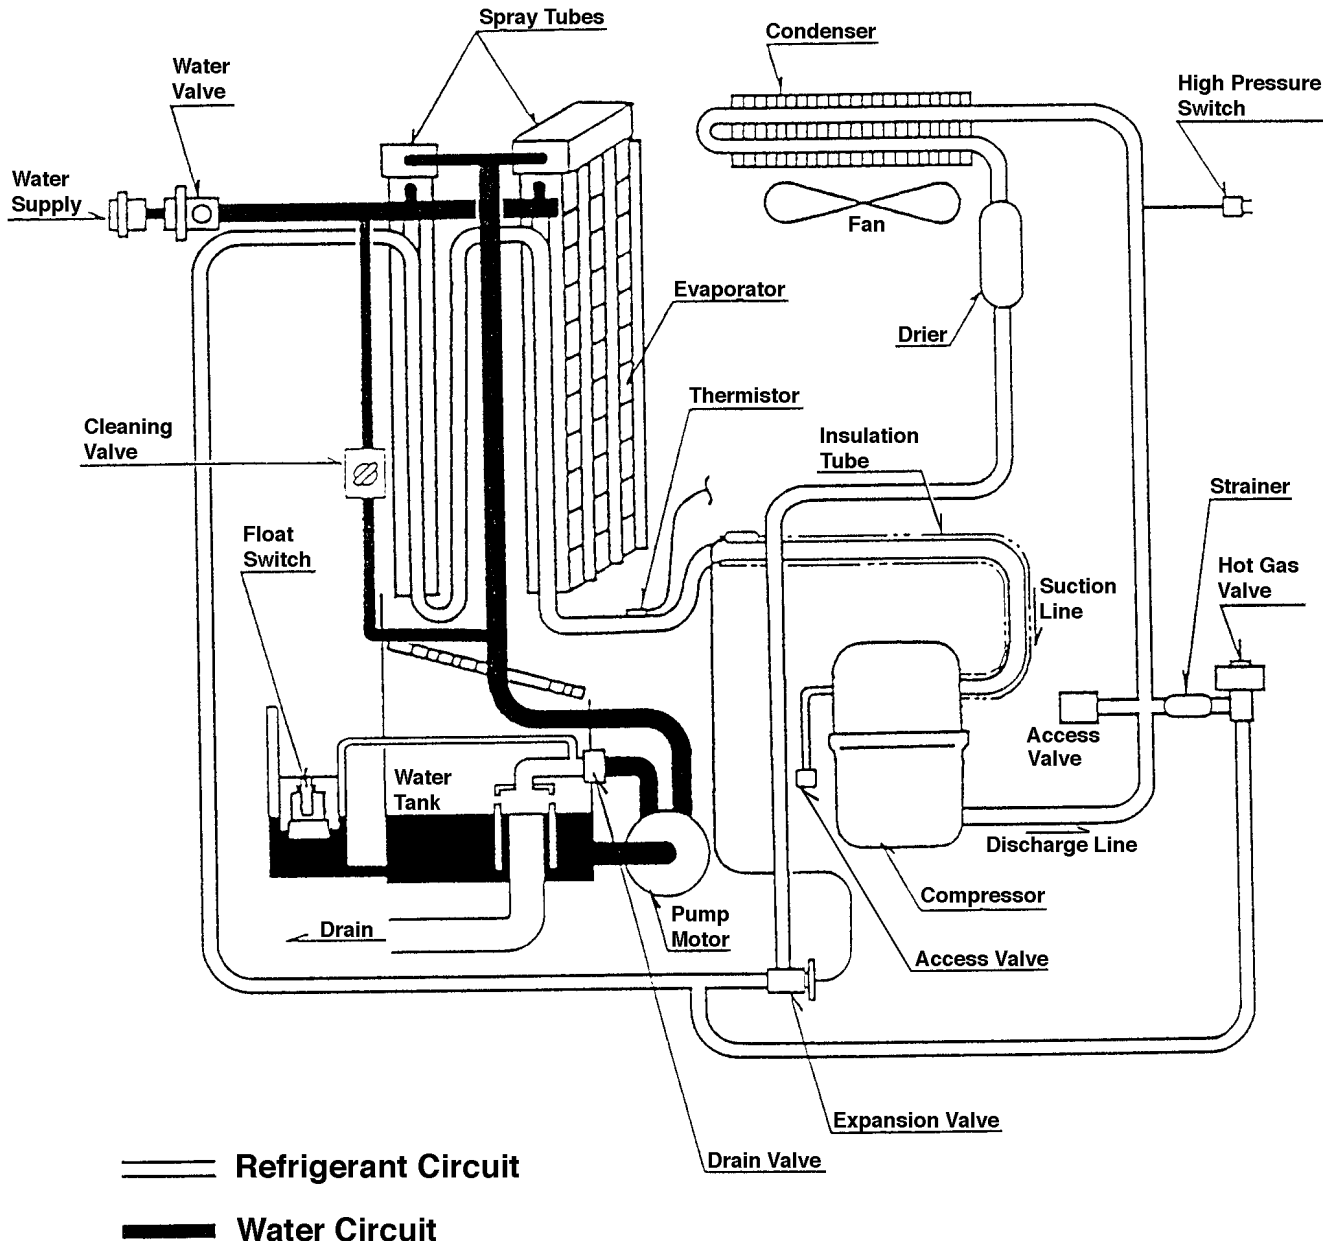 Spray Tubes
Condenser
Water
Valve
High Pressure
Switch
Water
Supply
Fan
Evaporator
Drier
Thermistor
Cleaning
Valve
Insulation
Tube
Strainer
Float
Switch
Hot Gas
Valve
Suction
Line
Access
Valve
Water
Tank
Discharge Line
Compressor
Drain
Pump
Motor
Access Valve
Expansion Valve
Drain Valve
Refrigerant Circuit
Water Circuit